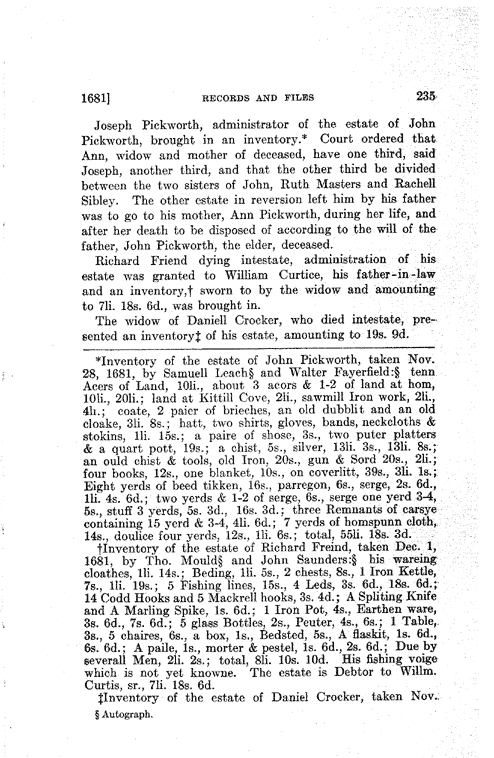 1681] RECORDS AND FILES 235
Joseph Pickworth, administrator of the estate of John
Pickworth, brought in an inventory.* Court ordered that
Ann, widow and mother of deceased, have one third, said
Joseph, another third, and that the other third be divided
between the two sisters of John, Ruth Masters and Rachell
Sibley. The other estate in reversion left him by his father
was to go to his mother, Ann Pickworth, during her life, and
after her death to be disposed of according to the will of the
father, John Pickworth, the elder, deceased.
Richard Friend dying intestate, administration of his
estate was granted to William Curtice, his father-in-law
and an inventory,† sworn to by the widow and amounting
to 7li. 18s. 6d., was brought in.
The widow of Daniell Crocker, who died intestate, pre-
sented an inventory‡ of his estate, amounting to 19s. 9d.
*Inventory of the estate of John Pickworth, taken Nov.
28, 1681, by Samuell Leach§ and Walter Fayerfield:§ tenn
Acers of Land, 10li., about 3 acors & 1-2 of land at hom,
10li., 20li.; land at Kittill Cove, 2li., sawmill Iron work, 2li.,
4li.; coate, 2 paier of brieches, an old dubblit and an old
cloake, 3li. 8s.; hatt, two shirts, gloves, bands, neckcloths &
stokins, 1li. 15s.; a paire of shose, 3s., two puter platters
& a quart pott, 19s.; a chist, 5s., silver, 13li. 3s., 13li. 8s.;
an ould chist & tools, old Iron, 20s., gun & Sord 20s., 2li.;
four books, 12s., one blanket, 10s., on coverlitt, 39s., 3li. 1s.;
Eight yerds of beed tikken, 16s., parregon, 6s., serge, 2s. 6d.,
1li. 4s. 6d.; two yerds & 1-2 of serge, 6s., serge one yerd 3-4,
5s., stuff 3 yerds, 5s. 3d., 16s. 3d.; three Remnants of carsye
containing 15 yerd & 3-4, 4li. 6d.; 7 yerds of homspunn cloth,
14s., doulice four yerds, 12s., 1li. 6s.; total, 55li. 18s. 3d.
†Inventory of the estate of Richard Freind, taken Dec. 1,
1681, by Tho. Mould§ and John Saunders:§ his wareing
cloathes, 1li. 14s.; Beding, 1li. 5s., 2 chests, 8s., 1 Iron Kettle,
7s., 1li. 19s.; 5 Fishing lines, 15s., 4 Leds, 3s. 6d., 18s. 6d.;
14 Codd Hooks and 5 Mackrell hooks, 3s. 4d.; A Spliting Knife
and A Marling Spike, 1s. 6d.; 1 Iron Pot, 4s., Earthen ware,
3s. 6d., 7s. 6d.; 5 glass Bottles, 2s., Peuter, 4s., 6s.; 1 Table,
3s., 5 chaires, 6s., a box, 1s., Bedsted, 5s., A flaskit, 1s. 6d.,
6s. 6d.; A paile, 1s., morter & pestel, 1s. 6d., 2s. 6d.; Due by
severall Men, 2li. 2s.; total, 8li. 10s. 10d. His fishing voige
which is not yet knowne. The estate is Debtor to Willm.
Curtis, sr., 7li. 18s. 6d.
‡Inventory of the estate of Daniel Crocker, taken Nov.
§ Autograph.